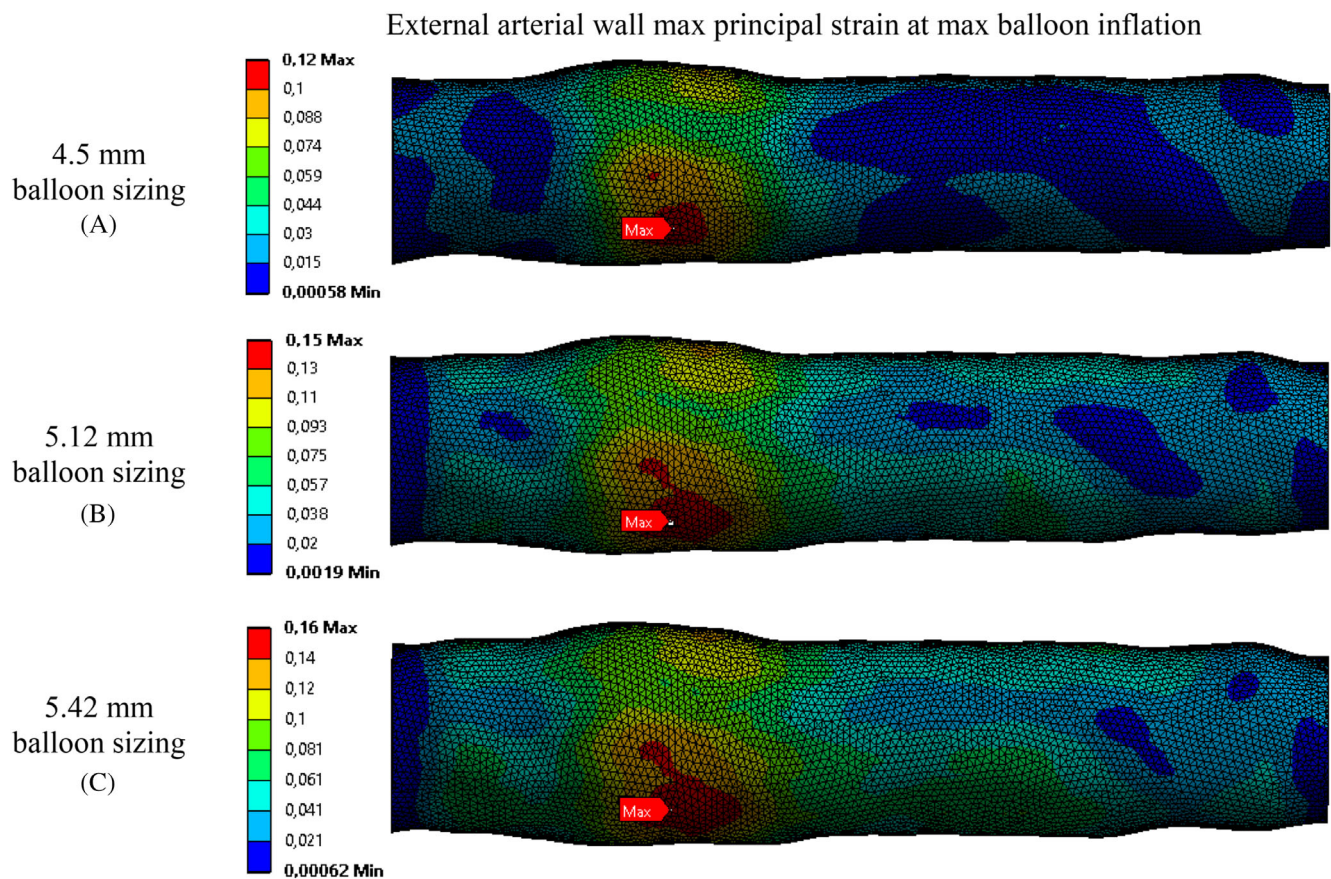 External arterial wall max principal strain at max balloon inflation
4.5 mm
balloon sizing
(A)
0,12 Max
0,1
0,088
0,074
0,059
0,044
0,03
0,015
0,00058 Min
Max
5.12 mm
balloon sizing
(B)
0,15 Max
0,13
0,11
0,093
0,075
0,057
0,038
0,02
0,0019 Min
Max
5.42 mm
balloon sizing
(C)
0,16 Max
0,14
0,12
0,1
0,081
0,061
0,041
0,021
0,00062 Min
Max